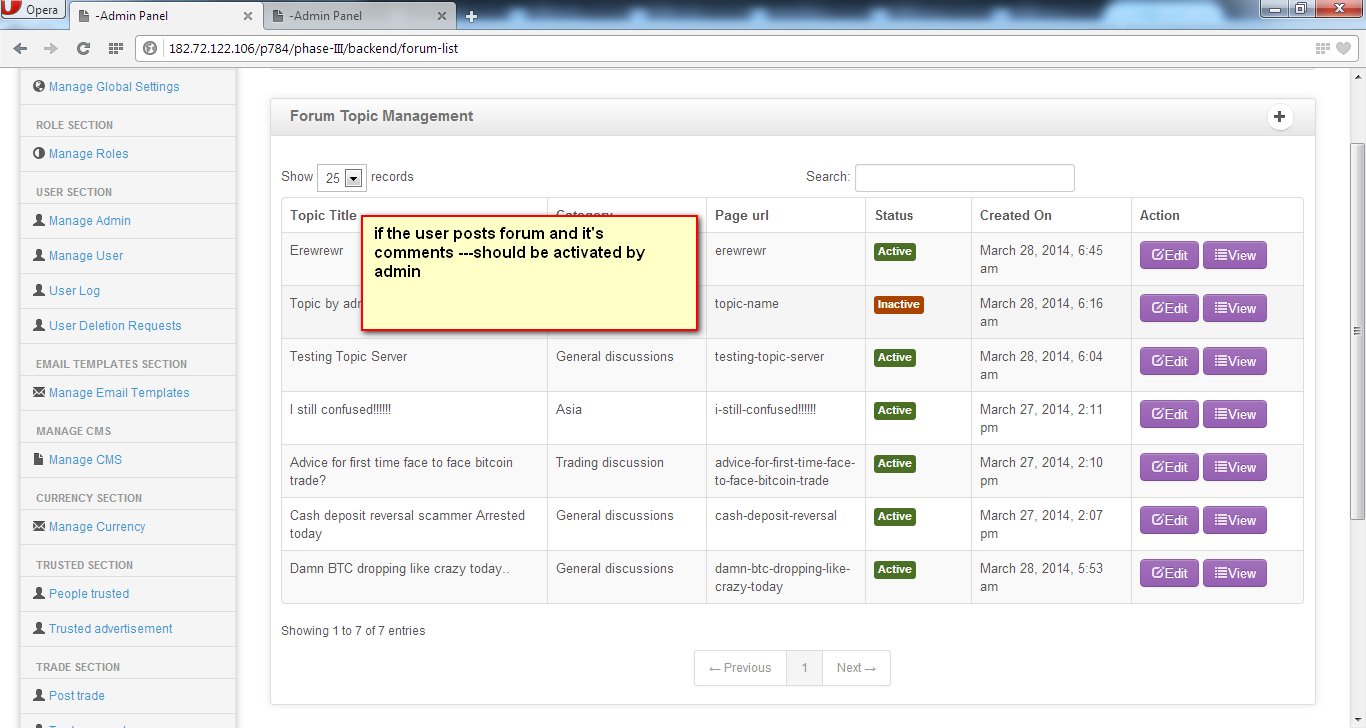 Opera
-Admin Panel
-Admin Panel
182.72.122.106/p784/phase-III/backend/forum-list
Manage Global Settings
ROLE SECTION
Manage Roles
USER SECTION
Manage Admin
Manage User
User Log
User Deletion Requests
EMAIL TEMPLATES SECTION
Manage Email Templates
MANAGE CMS
Manage CMS
CURRENCY SECTION
Manage Currency
TRUSTED SECTION
People trusted
Trusted advertisement
TRADE SECTION
Post trade
Forum Topic Management
Show 25 records
Search:
Topic Title Category Page url Status Created On Action
if the user posts forum and it's
comments ---should be activated by
admin
Erewrewr erewrewr Active March 28, 2014, 6:45 Edit View
am
Topic by topic-name Inactive March 28, 2014, 6:16 Edit View
am
Testing Topic Server General discussions testing-topic-server Active March 28, 2014, 6:04 Edit View
am
I still confused!!!!!! Asia i-still-confused!!!!!! Active March 27, 2014, 2:11 Edit View
pm
Advice for first time face to face bitcoin Trading discussion advice-for-first-time-face- Active March 27, 2014, 2:10 Edit View
trade? to-face-bitcoin-trade pm
Cash deposit reversal scammer Arrested General discussions cash-deposit-reversal Active March 27, 2014, 2:07 Edit View
today pm
Damn BTC dropping like crazy today.. General discussions damn-btc-dropping-like- Active March 28, 2014, 5:53 Edit View
crazy-today am
Showing 1 to 7 of 7 entries
← Previous 1 Next →